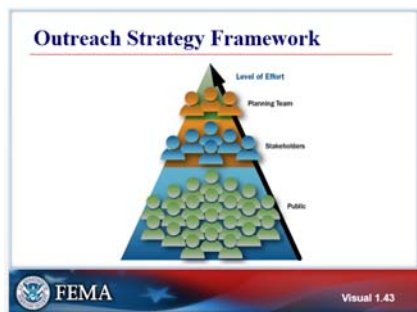 Outreach Strategy Framework
Level of Effort
Planning Team
Stakeholders
Public
FEMA
Visual 1.43